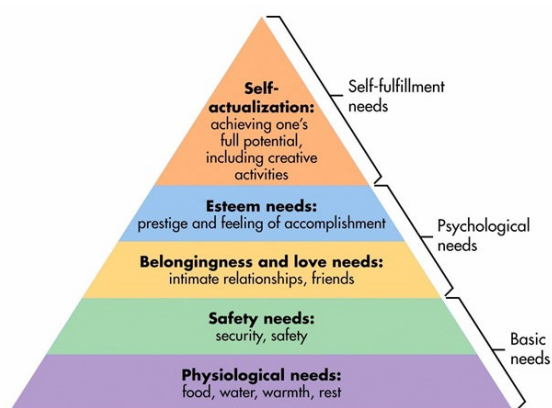 Self-
actualization:
achieving one's
full potential,
including creative
activities
Self-fulfillment
needs
Esteem needs:
prestige and feeling of accomplishment
Psychological
needs
Belongingness and love needs:
intimate relationships, friends
Safety needs:
security, safety
Basic
needs
Physiological needs:
food, water, warmth, rest